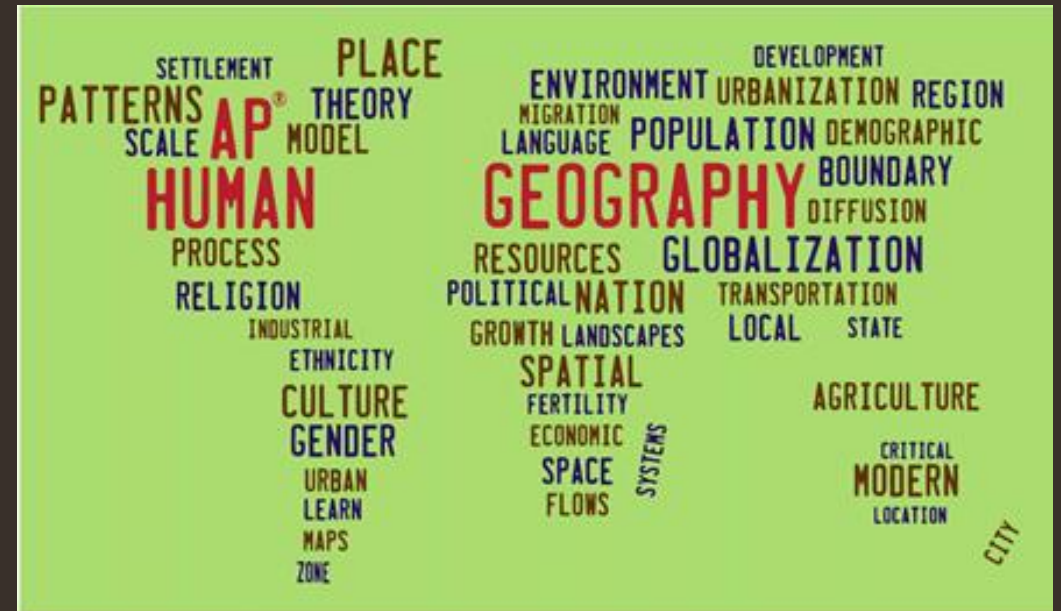 SETTLEMENT
PLACE
PATTERNS
AP®
THEORY
SCALE
MODEL
HUMAN
PROCESS
RELIGION
INDUSTRIAL
ETHNICITY
CULTURE
GENDER
URBAN
LEARN
MAPS
ZONE
DEVELOPMENT
ENVIRONMENT URBANIZATION REGION
MIGRATION
LANGUAGE POPULATION DEMOGRAPHIC
GEOGRAPHY
BOUNDARY
DIFFUSION
RESOURCES GLOBALIZATION
POLITICAL NATION TRANSPORTATION
GROWTH LANDSCAPES LOCAL STATE
SPATIAL
FERTILITY
ECONOMIC
SYSTEMS
SPACE
FLOWS
AGRICULTURE
CRITICAL
MODERN
LOCATION
CITY